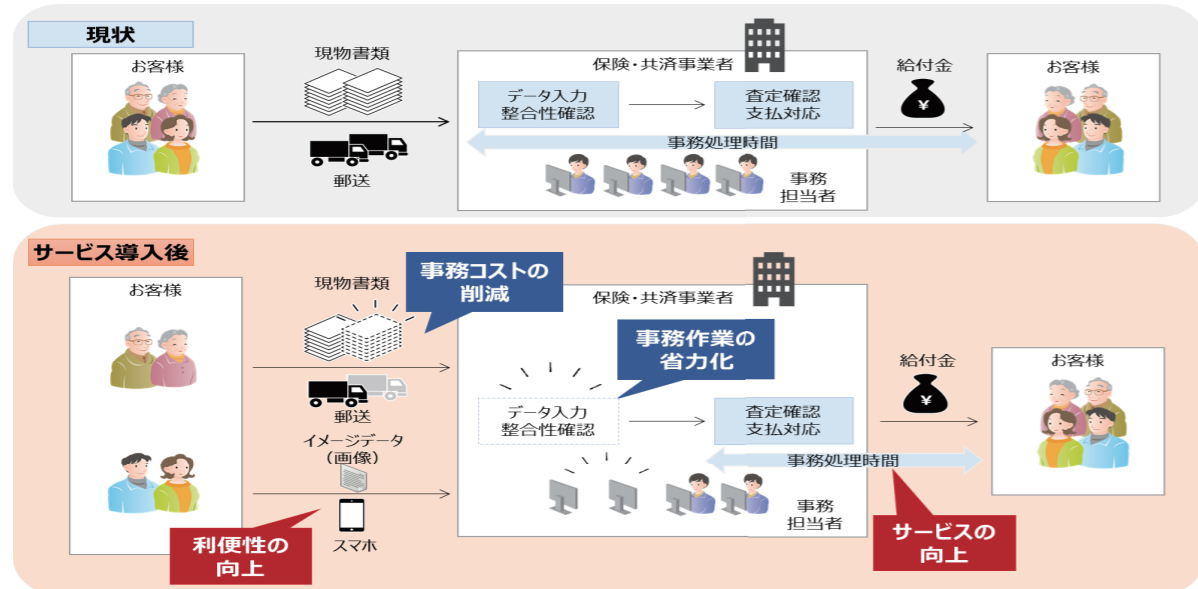 現状
お客様
現物書類
郵送
保険・共済事業者
データ入力
整合性確認
査定確認
支払対応
事務処理時間
事務
担当者
給付金
¥
お客様
サービス導入後
お客様
現物書類
郵送
イメージデータ
(画像)
スマホ
利便性の
向上
事務コストの
削減
保険・共済事業者
事務作業の
省力化
データ入力
整合性確認
査定確認
支払対応
事務処理時間
事務
担当者
サービスの
向上
給付金
¥
お客様